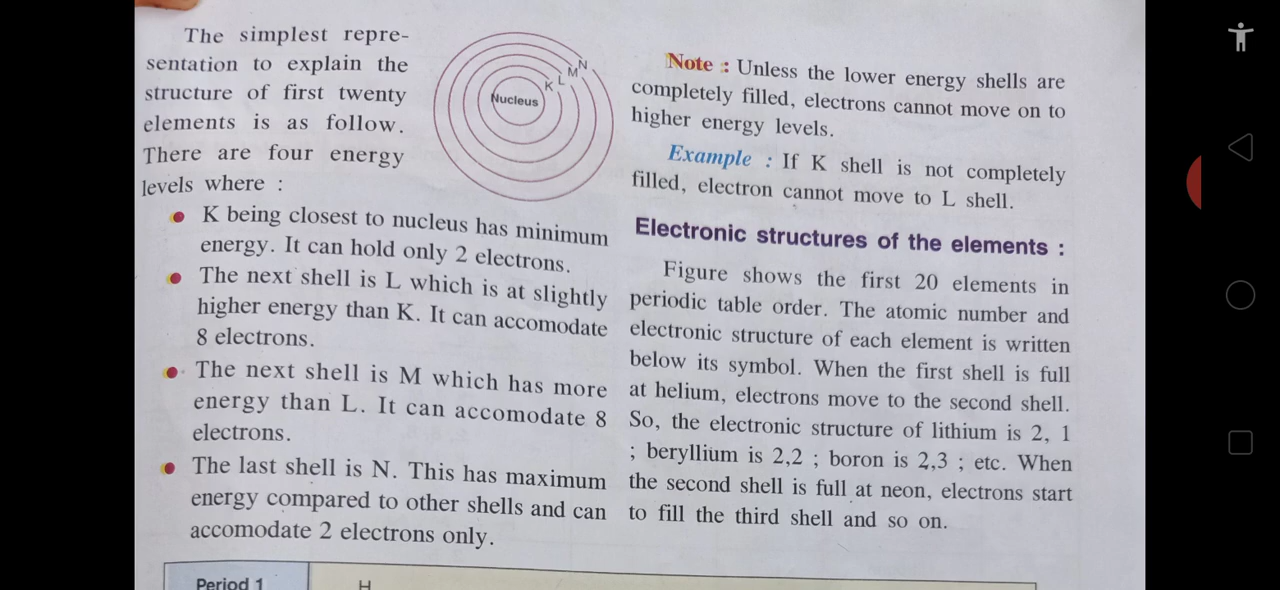 The simplest repre-
sentation to explain the
structure of first twenty
elements is as follow.
There are four energy
levels where :
Nucleus
K
L
M
N
K being closest to nucleus has minimum
energy. It can hold only 2 electrons.
The next shell is L which is at slightly
higher energy than K. It can accomodate
8 electrons.
The next shell is M which has more
energy than L. It can accomodate 8
electrons.
The last shell is N. This has maximum
energy compared to other shells and can
accomodate 2 electrons only.
Note : Unless the lower energy shells are
completely filled, electrons cannot move on to
higher energy levels.
Example : If K shell is not completely
filled, electron cannot move to L shell.
Electronic structures of the elements :
Figure shows the first 20 elements in
periodic table order. The atomic number and
electronic structure of each element is written
below its symbol. When the first shell is full
at helium, electrons move to the second shell.
So, the electronic structure of lithium is 2, 1
; beryllium is 2,2 ; boron is 2,3 ; etc. When
the second shell is full at neon, electrons start
to fill the third shell and so on.
Period 1
H